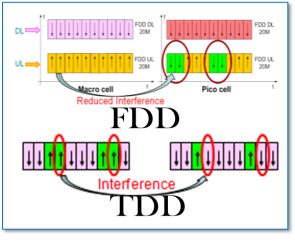 f f
DL FDD DL 20M FDD DL 20M
UL FDD UL 20M FDD UL 20M
Macro cell t Pico cell t
Reduced Interference
FDD
Interference
TDD